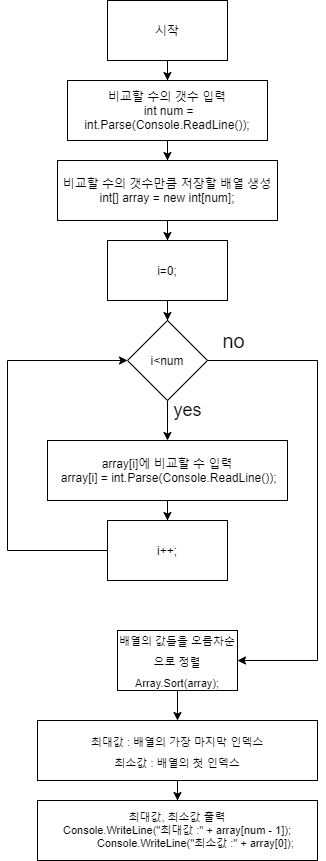 시작
비교할 수의 갯수 입력
int num =
int.Parse(Console.ReadLine());
비교할 수의 갯수만큼 저장할 배열 생성
int[] array = new int[num];
i=0;
i<num
no
yes
array[i]에 비교할 수 입력
array[i] = int.Parse(Console.ReadLine());
i++;
배열의 값들을 오름차순
으로 정렬
Array.Sort(array);
최대값 : 배열의 가장 마지막 인덱스
최소값 : 배열의 첫 인덱스
최대값, 최소값 출력
Console.WriteLine("최대값 :" + array[num - 1]);
Console.WriteLine("최소값 :" + array[0]);